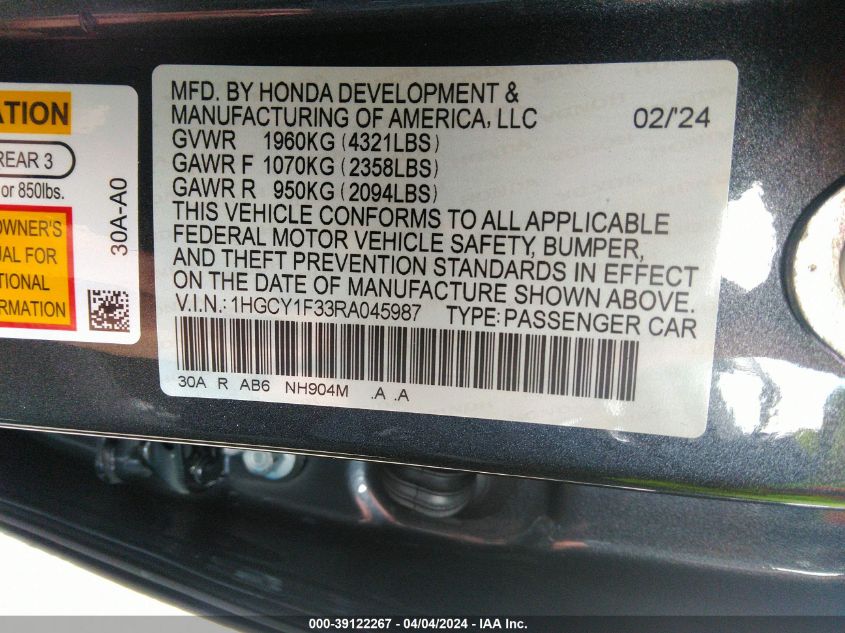 ATION
REAR 3
or 850lbs.
OWNER'S
UAL FOR
TIONAL
FORMATION
30A-A0
MFD. BY HONDA DEVELOPMENT &
MANUFACTURING OF AMERICA, LLC 02/'24
GVWR 1960KG (4321LBS)
GAWR F 1070KG (2358LBS)
GAWR R 950KG (2094LBS)
THIS VEHICLE CONFORMS TO ALL APPLICABLE
FEDERAL MOTOR VEHICLE SAFETY, BUMPER,
AND THEFT PREVENTION STANDARDS IN EFFECT
ON THE DATE OF MANUFACTURE SHOWN ABOVE.
V.I.N.:1HGCY1F33RA045987 TYPE:PASSENGER CAR
30A R AB6 NH904M .A .A
000-39122267 - 04/04/2024 - IAA Inc.